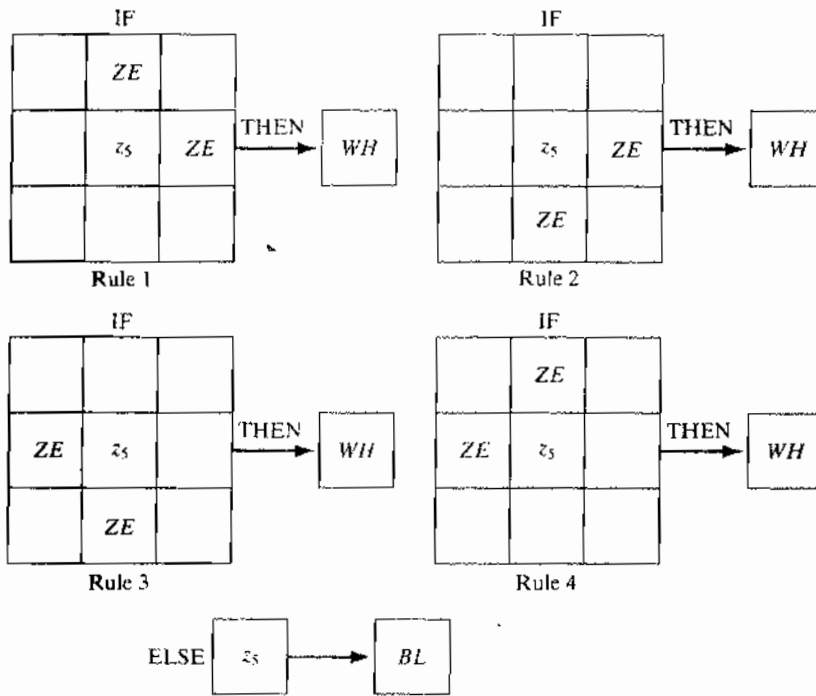 IF
ZE
z5 ZE THEN WH
Rule 1
IF
z5 ZE THEN WH
ZE
Rule 2
IF
ZE z5 THEN WH
ZE
Rule 3
IF
ZE
ZE z5 THEN WH
Rule 4
ELSE z5 BL